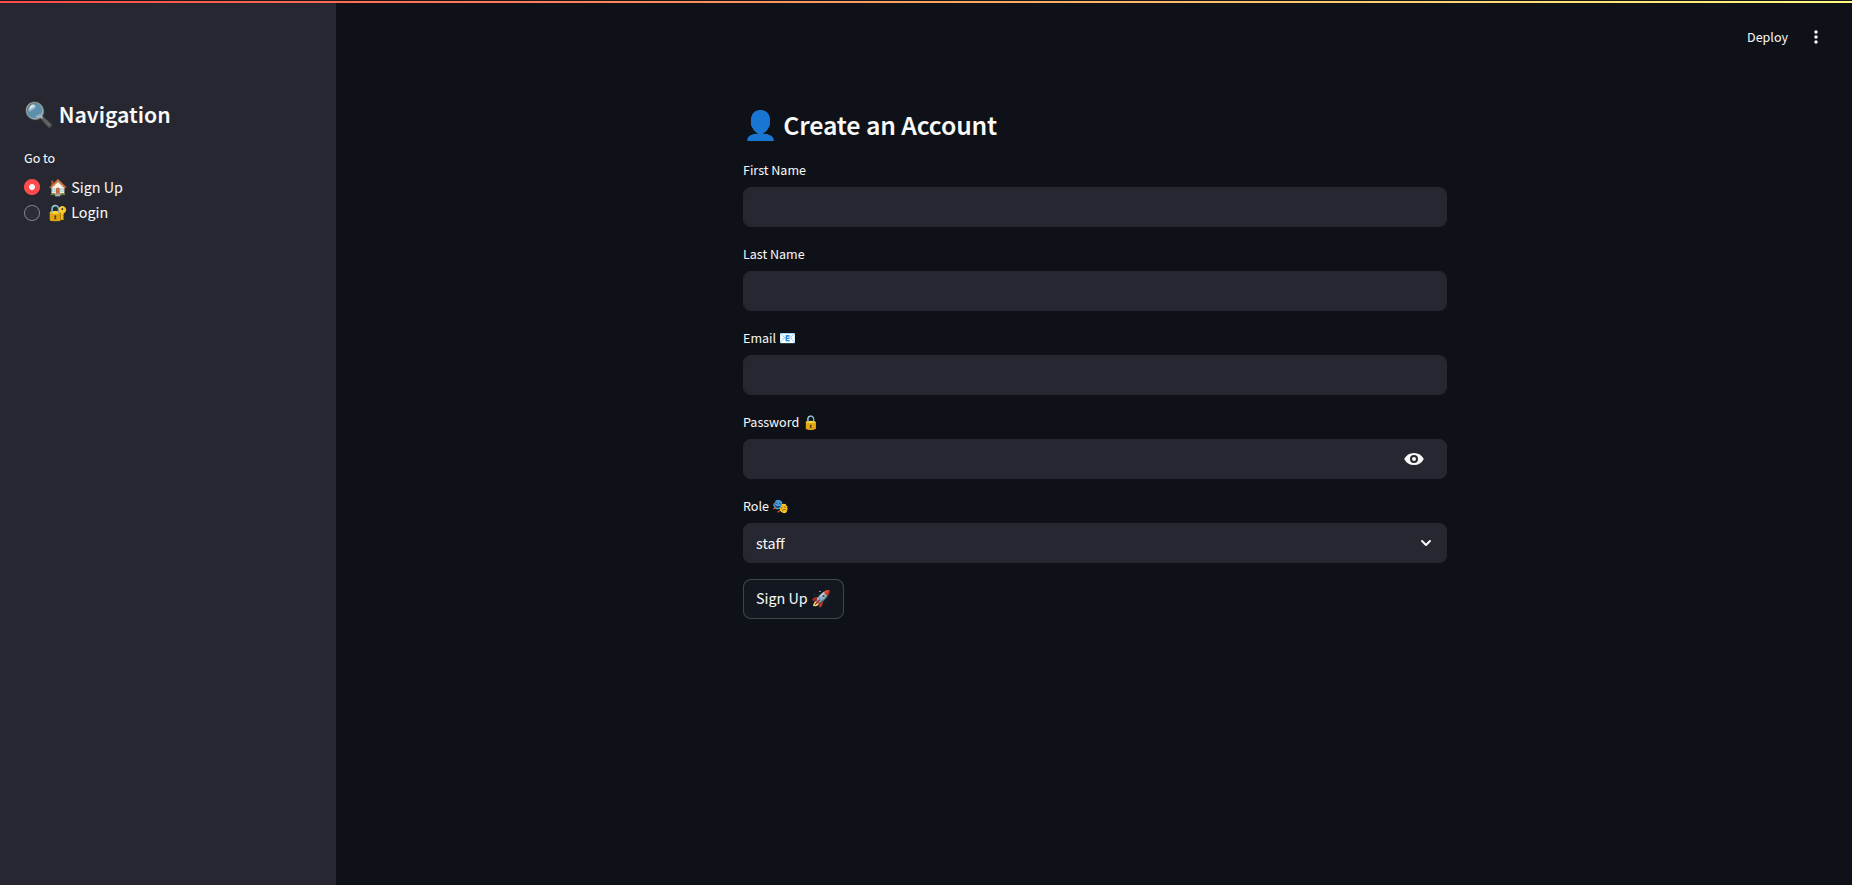 Deploy
🔍 Navigation
Go to
🏠 Sign Up
🔐 Login
👤 Create an Account
First Name
Last Name
Email 📧
Password 🔒
Role 🎭
staff
Sign Up 🚀